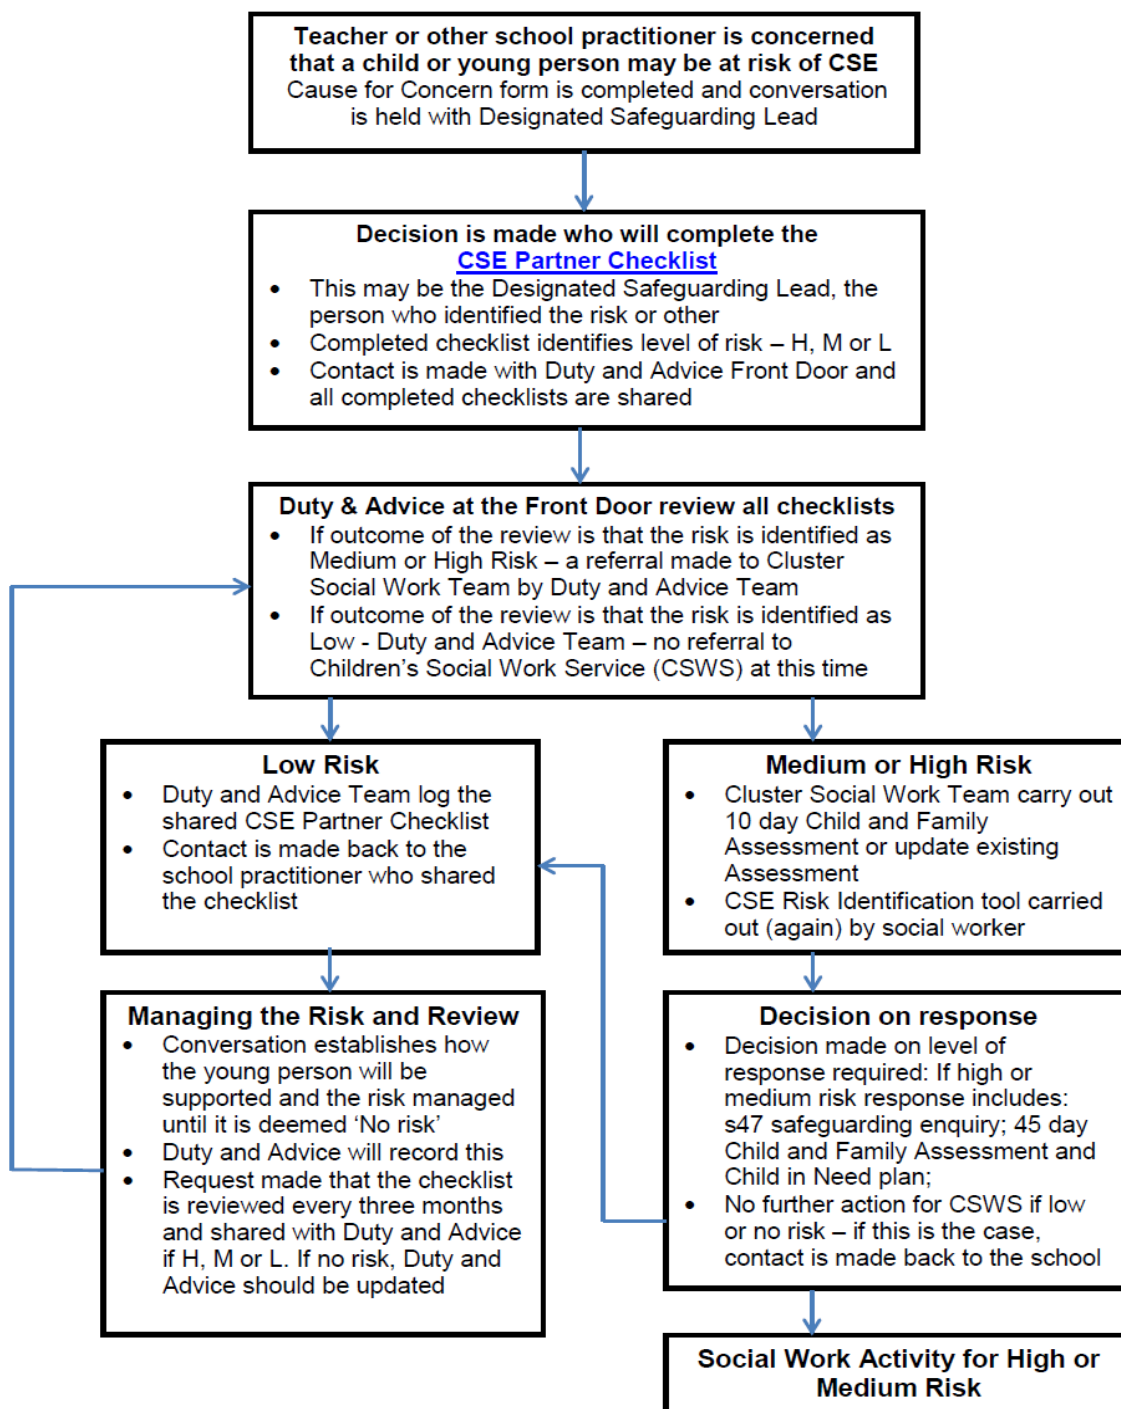 Teacher or other school practitioner is concerned
that a child or young person may be at risk of CSE
Cause for Concern form is completed and conversation
is held with Designated Safeguarding Lead
Decision is made who will complete the
CSE Partner Checklist
• This may be the Designated Safeguarding Lead, the
person who identified the risk or other
• Completed checklist identifies level of risk – H, M or L
• Contact is made with Duty and Advice Front Door and
all completed checklists are shared
Duty & Advice at the Front Door review all checklists
• If outcome of the review is that the risk is identified as
Medium or High Risk – a referral made to Cluster
Social Work Team by Duty and Advice Team
• If outcome of the review is that the risk is identified as
Low - Duty and Advice Team – no referral to
Children's Social Work Service (CSWS) at this time
Low Risk
• Duty and Advice Team log the
shared CSE Partner Checklist
• Contact is made back to the
school practitioner who shared
the checklist
Medium or High Risk
• Cluster Social Work Team carry out
10 day Child and Family
Assessment or update existing
Assessment
• CSE Risk Identification tool carried
out (again) by social worker
Managing the Risk and Review
• Conversation establishes how
the young person will be
supported and the risk managed
until it is deemed 'No risk'
• Duty and Advice will record this
• Request made that the checklist
is reviewed every three months
and shared with Duty and Advice
if H, M or L. If no risk, Duty and
Advice should be updated
Decision on response
• Decision made on level of
response required: If high or
medium risk response includes:
s47 safeguarding enquiry; 45 day
Child and Family Assessment and
Child in Need plan;
• No further action for CSWS if low
or no risk – if this is the case,
contact is made back to the school
Social Work Activity for High or
Medium Risk